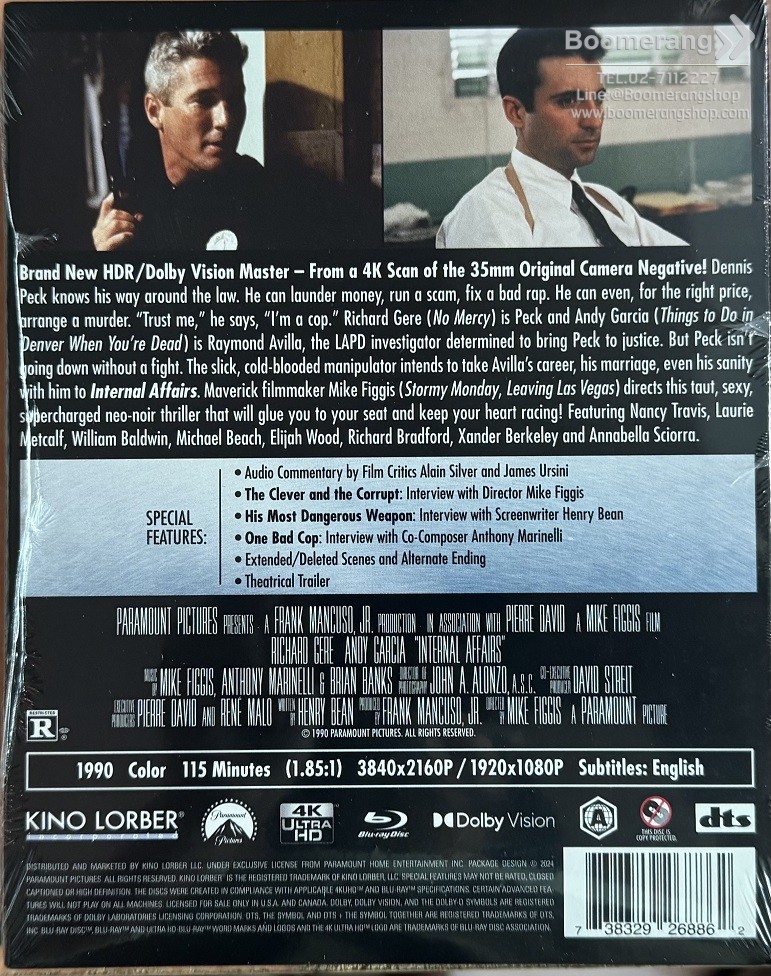 Boomerang
TEL.02-7112227
Line:@Boomerangshop
www.boomerangshop.com
Brand New HDR/Dolby Vision Master – From a 4K Scan of the 35mm Original Camera Negative! Dennis
Peck knows his way around the law. He can launder money, run a scam, fix a bad rap. He can even, for the right price,
arrange a murder. “Trust me,” he says, “I’m a cop.” Richard Gere (No Mercy) is Peck and Andy Garcia (Things to Do in
Denver When You’re Dead) is Raymond Avilla, the LAPD investigator determined to bring Peck to justice. But Peck isn’t
going down without a fight. The slick, cold-blooded manipulator intends to take Avilla’s career, his marriage, even his sanity
with him to Internal Affairs. Maverick filmmaker Mike Figgis (Stormy Monday, Leaving Las Vegas) directs this taut, sexy,
supercharged neo-noir thriller that will glue you to your seat and keep your heart racing! Featuring Nancy Travis, Laurie
Metcalf, William Baldwin, Michael Beach, Elijah Wood, Richard Bradford, Xander Berkeley and Annabella Sciorra.
SPECIAL
FEATURES:
• Audio Commentary by Film Critics Alain Silver and James Ursini
• The Clever and the Corrupt: Interview with Director Mike Figgis
• His Most Dangerous Weapon: Interview with Screenwriter Henry Bean
• One Bad Cop: Interview with Co-Composer Anthony Marinelli
• Extended/Deleted Scenes and Alternate Ending
• Theatrical Trailer
PARAMOUNT PICTURES PRESENTS A FRANK MANCUSO, JR. PRODUCTION IN ASSOCIATION WITH PIERRE DAVID A MIKE FIGGIS FILM
RICHARD GERE ANDY GARCIA "INTERNAL AFFAIRS"
MUSIC BY MIKE FIGGIS, ANTHONY MARINELLI & BRIAN BANKS DIRECTOR OF PHOTOGRAPHY JOHN A. ALONZO, A.S.C. CO-EXECUTIVE PRODUCER DAVID STREIT
EXECUTIVE PRODUCERS PIERRE DAVID AND RENÉ MALO WRITTEN BY HENRY BEAN PRODUCED BY FRANK MANCUSO, JR. DIRECTED BY MIKE FIGGIS A PARAMOUNT PICTURE
RESTRICTED
R
© 1990 PARAMOUNT PICTURES. ALL RIGHTS RESERVED.
1990 Color 115 Minutes (1.85:1) 3840x2160P / 1920x1080P Subtitles: English
KINO LORBER
incorporated
Paramount
Pictures
4K
ULTRA HD
Blu-ray Disc
Dolby Vision
A
THIS DISC IS
COPY PROTECTED
dts
DISTRIBUTED AND MARKETED BY KINO LORBER LLC. UNDER EXCLUSIVE LICENSE FROM PARAMOUNT HOME ENTERTAINMENT INC. PACKAGE DESIGN © 2024
PARAMOUNT PICTURES. ALL RIGHTS RESERVED. KINO LORBER™ IS THE REGISTERED TRADEMARK OF KINO LORBER, LLC. SPECIAL FEATURES MAY NOT BE RATED, CLOSED
CAPTIONED OR HIGH DEFINITION. THE DISCS WERE CREATED IN COMPLIANCE WITH APPLICABLE 4KUHD™ AND BLU-RAY™ SPECIFICATIONS. CERTAIN ADVANCED FEA-
TURES WILL NOT PLAY ON ALL MACHINES. LICENSED FOR SALE ONLY IN U.S.A. AND CANADA. DOLBY, DOLBY VISION, AND THE DOUBLE-D SYMBOLS ARE REGISTERED
TRADEMARKS OF DOLBY LABORATORIES LICENSING CORPORATION. DTS, THE SYMBOL AND DTS + THE SYMBOL TOGETHER ARE REGISTERED TRADEMARKS OF DTS,
INC. BLU-RAY DISC™, BLU-RAY™ AND ULTRA HD BLU-RAY™ WORD MARKS AND LOGOS AND THE 4K ULTRA HD™ LOGO ARE TRADEMARKS OF BLU-RAY DISC ASSOCIATION.
7 38329 26886 2